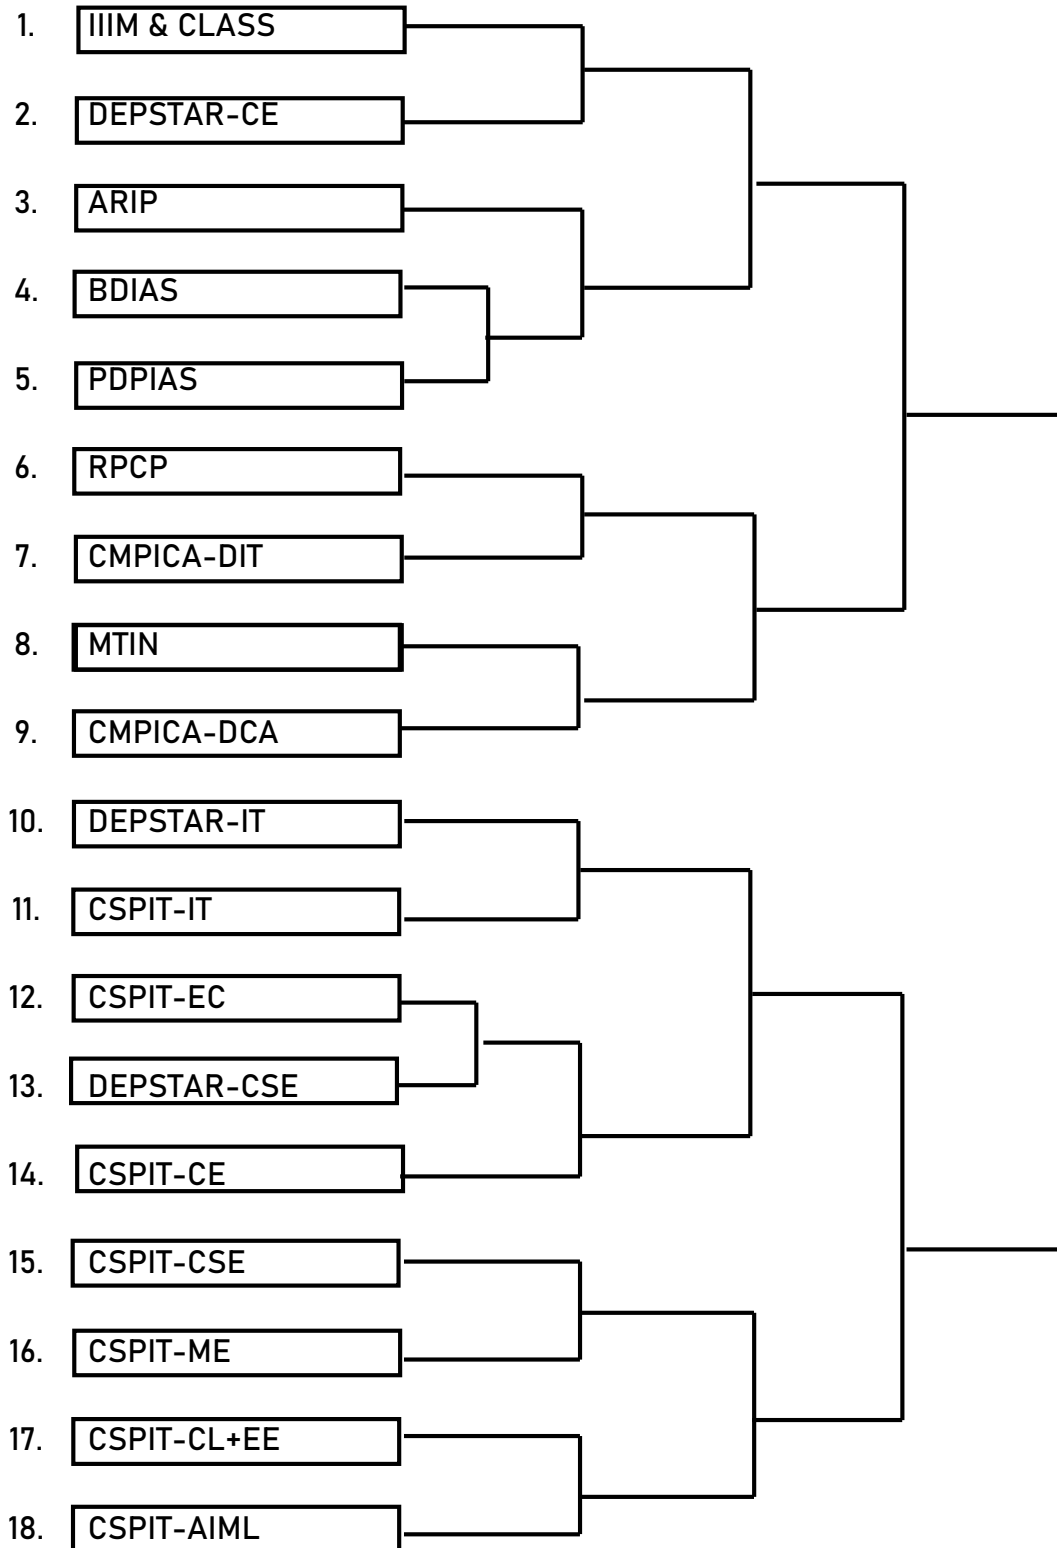 1. IIIM & CLASS
2. DEPSTAR-CE
3. ARIP
4. BDIAS
5. PDPIAS
6. RPCP
7. CMPICA-DIT
8. MTIN
9. CMPICA-DCA
10. DEPSTAR-IT
11. CSPIT-IT
12. CSPIT-EC
13. DEPSTAR-CSE
14. CSPIT-CE
15. CSPIT-CSE
16. CSPIT-ME
17. CSPIT-CL+EE
18. CSPIT-AIML